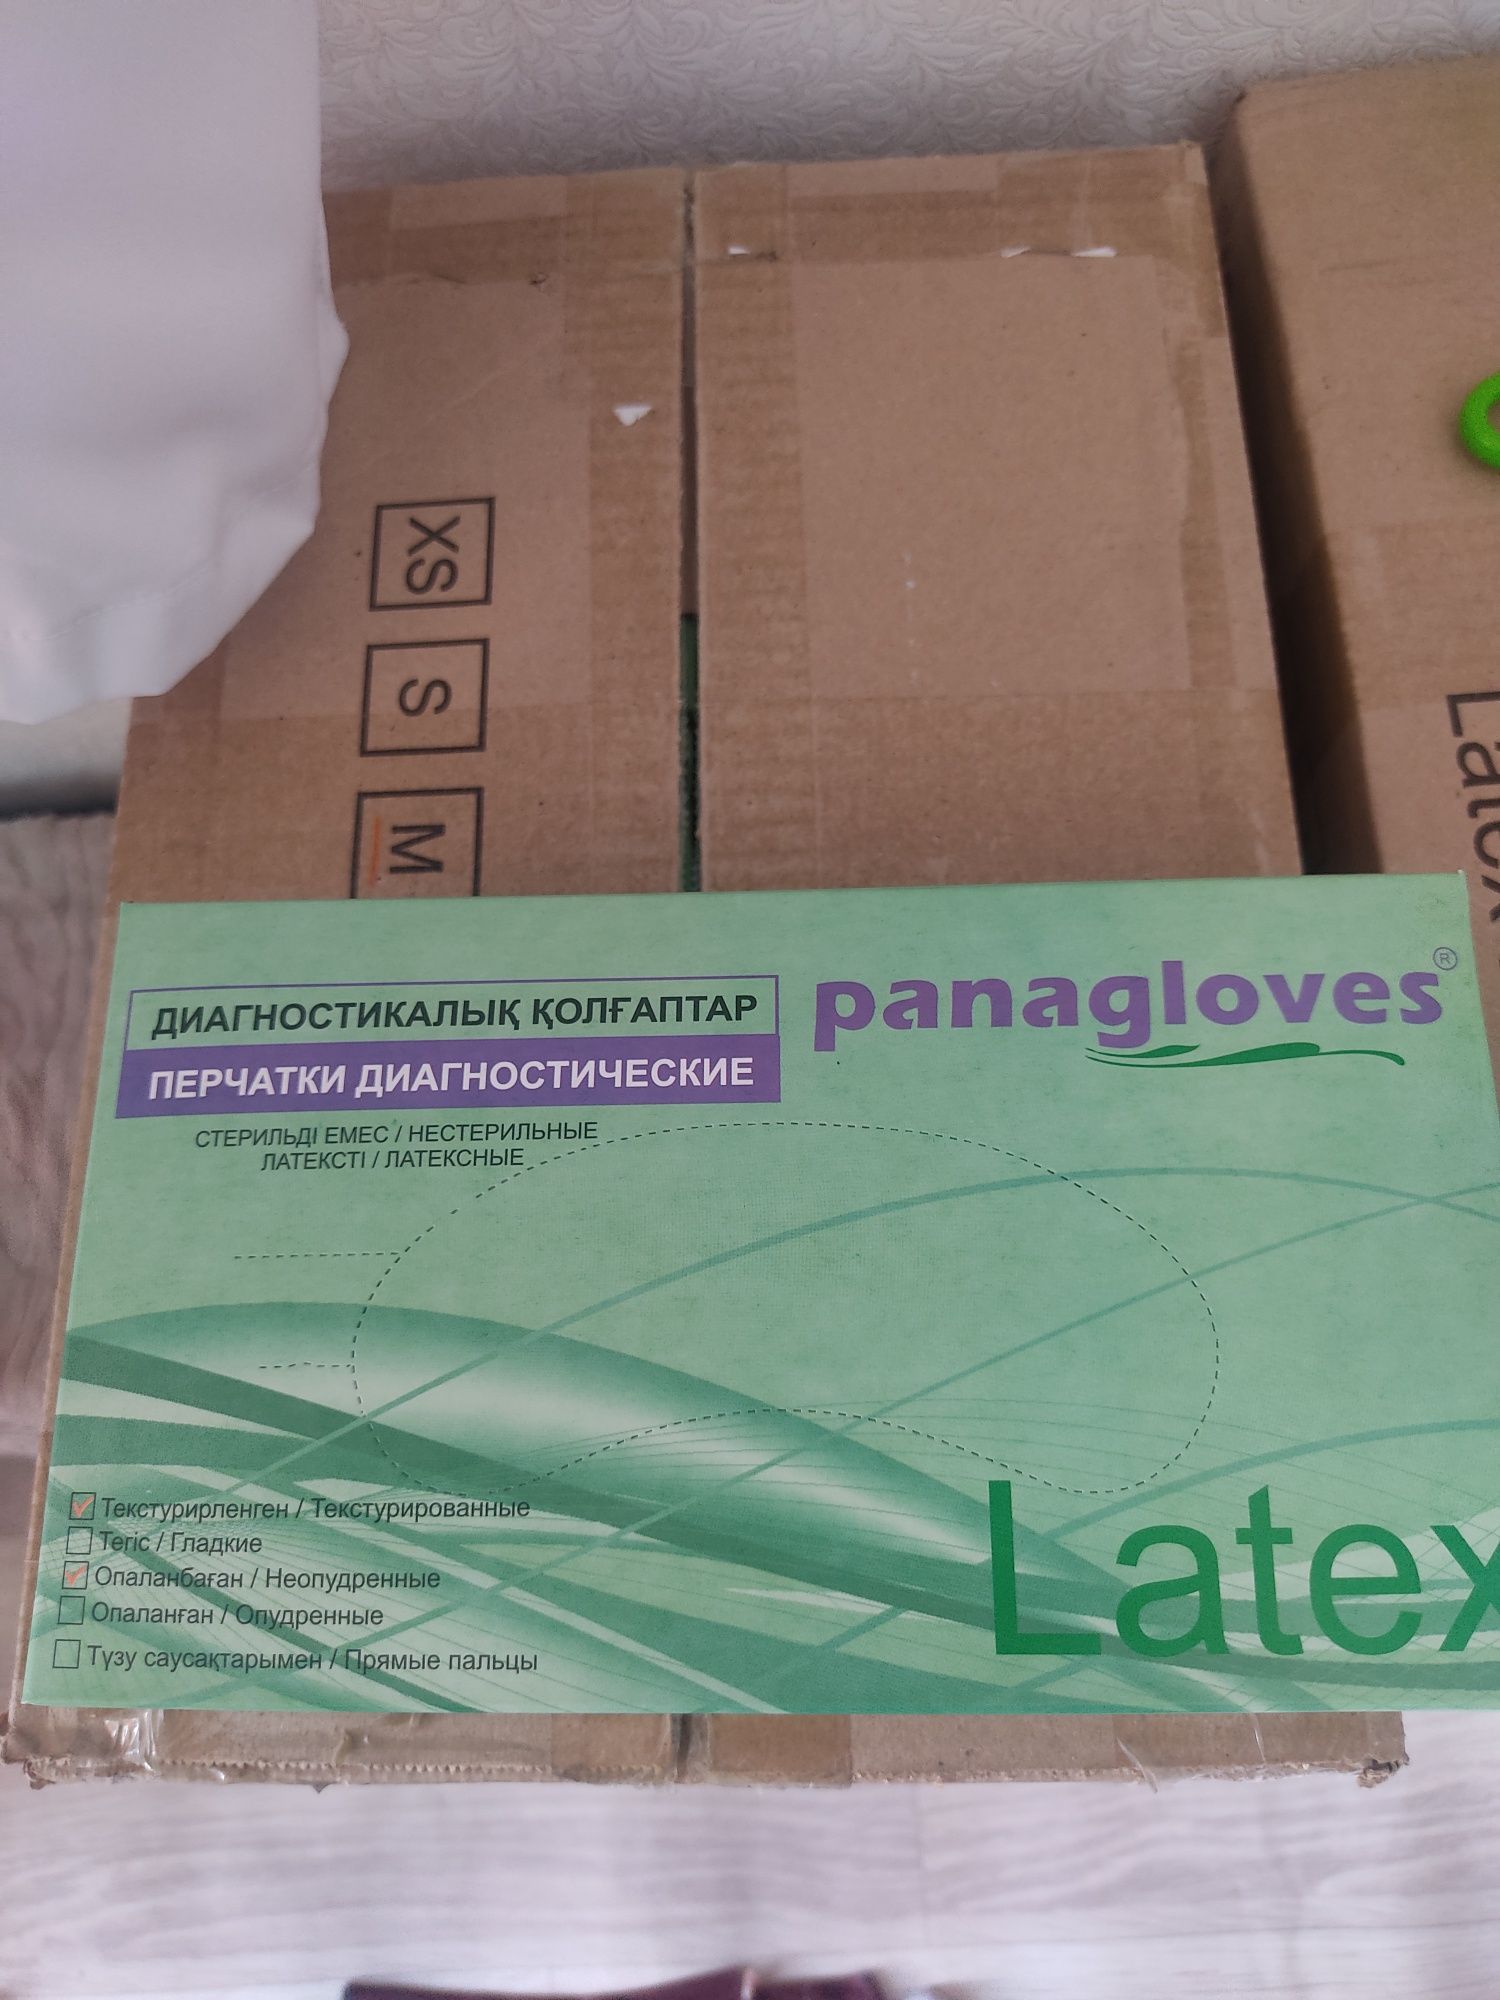 XS
S
M
Latex
ДИАГНОСТИКАЛЫҚ ҚОЛҒАПТАР
ПЕРЧАТКИ ДИАГНОСТИЧЕСКИЕ
panagloves®
СТЕРИЛЬДІ ЕМЕС / НЕСТЕРИЛЬНЫЕ
ЛАТЕКСТІ / ЛАТЕКСНЫЕ
Текстурирленген / Текстурированные
Тегіс / Гладкие
Опаланбаған / Неопудренные
Опаланған / Опудренные
Түзу саусақтарымен / Прямые пальцы
Latex